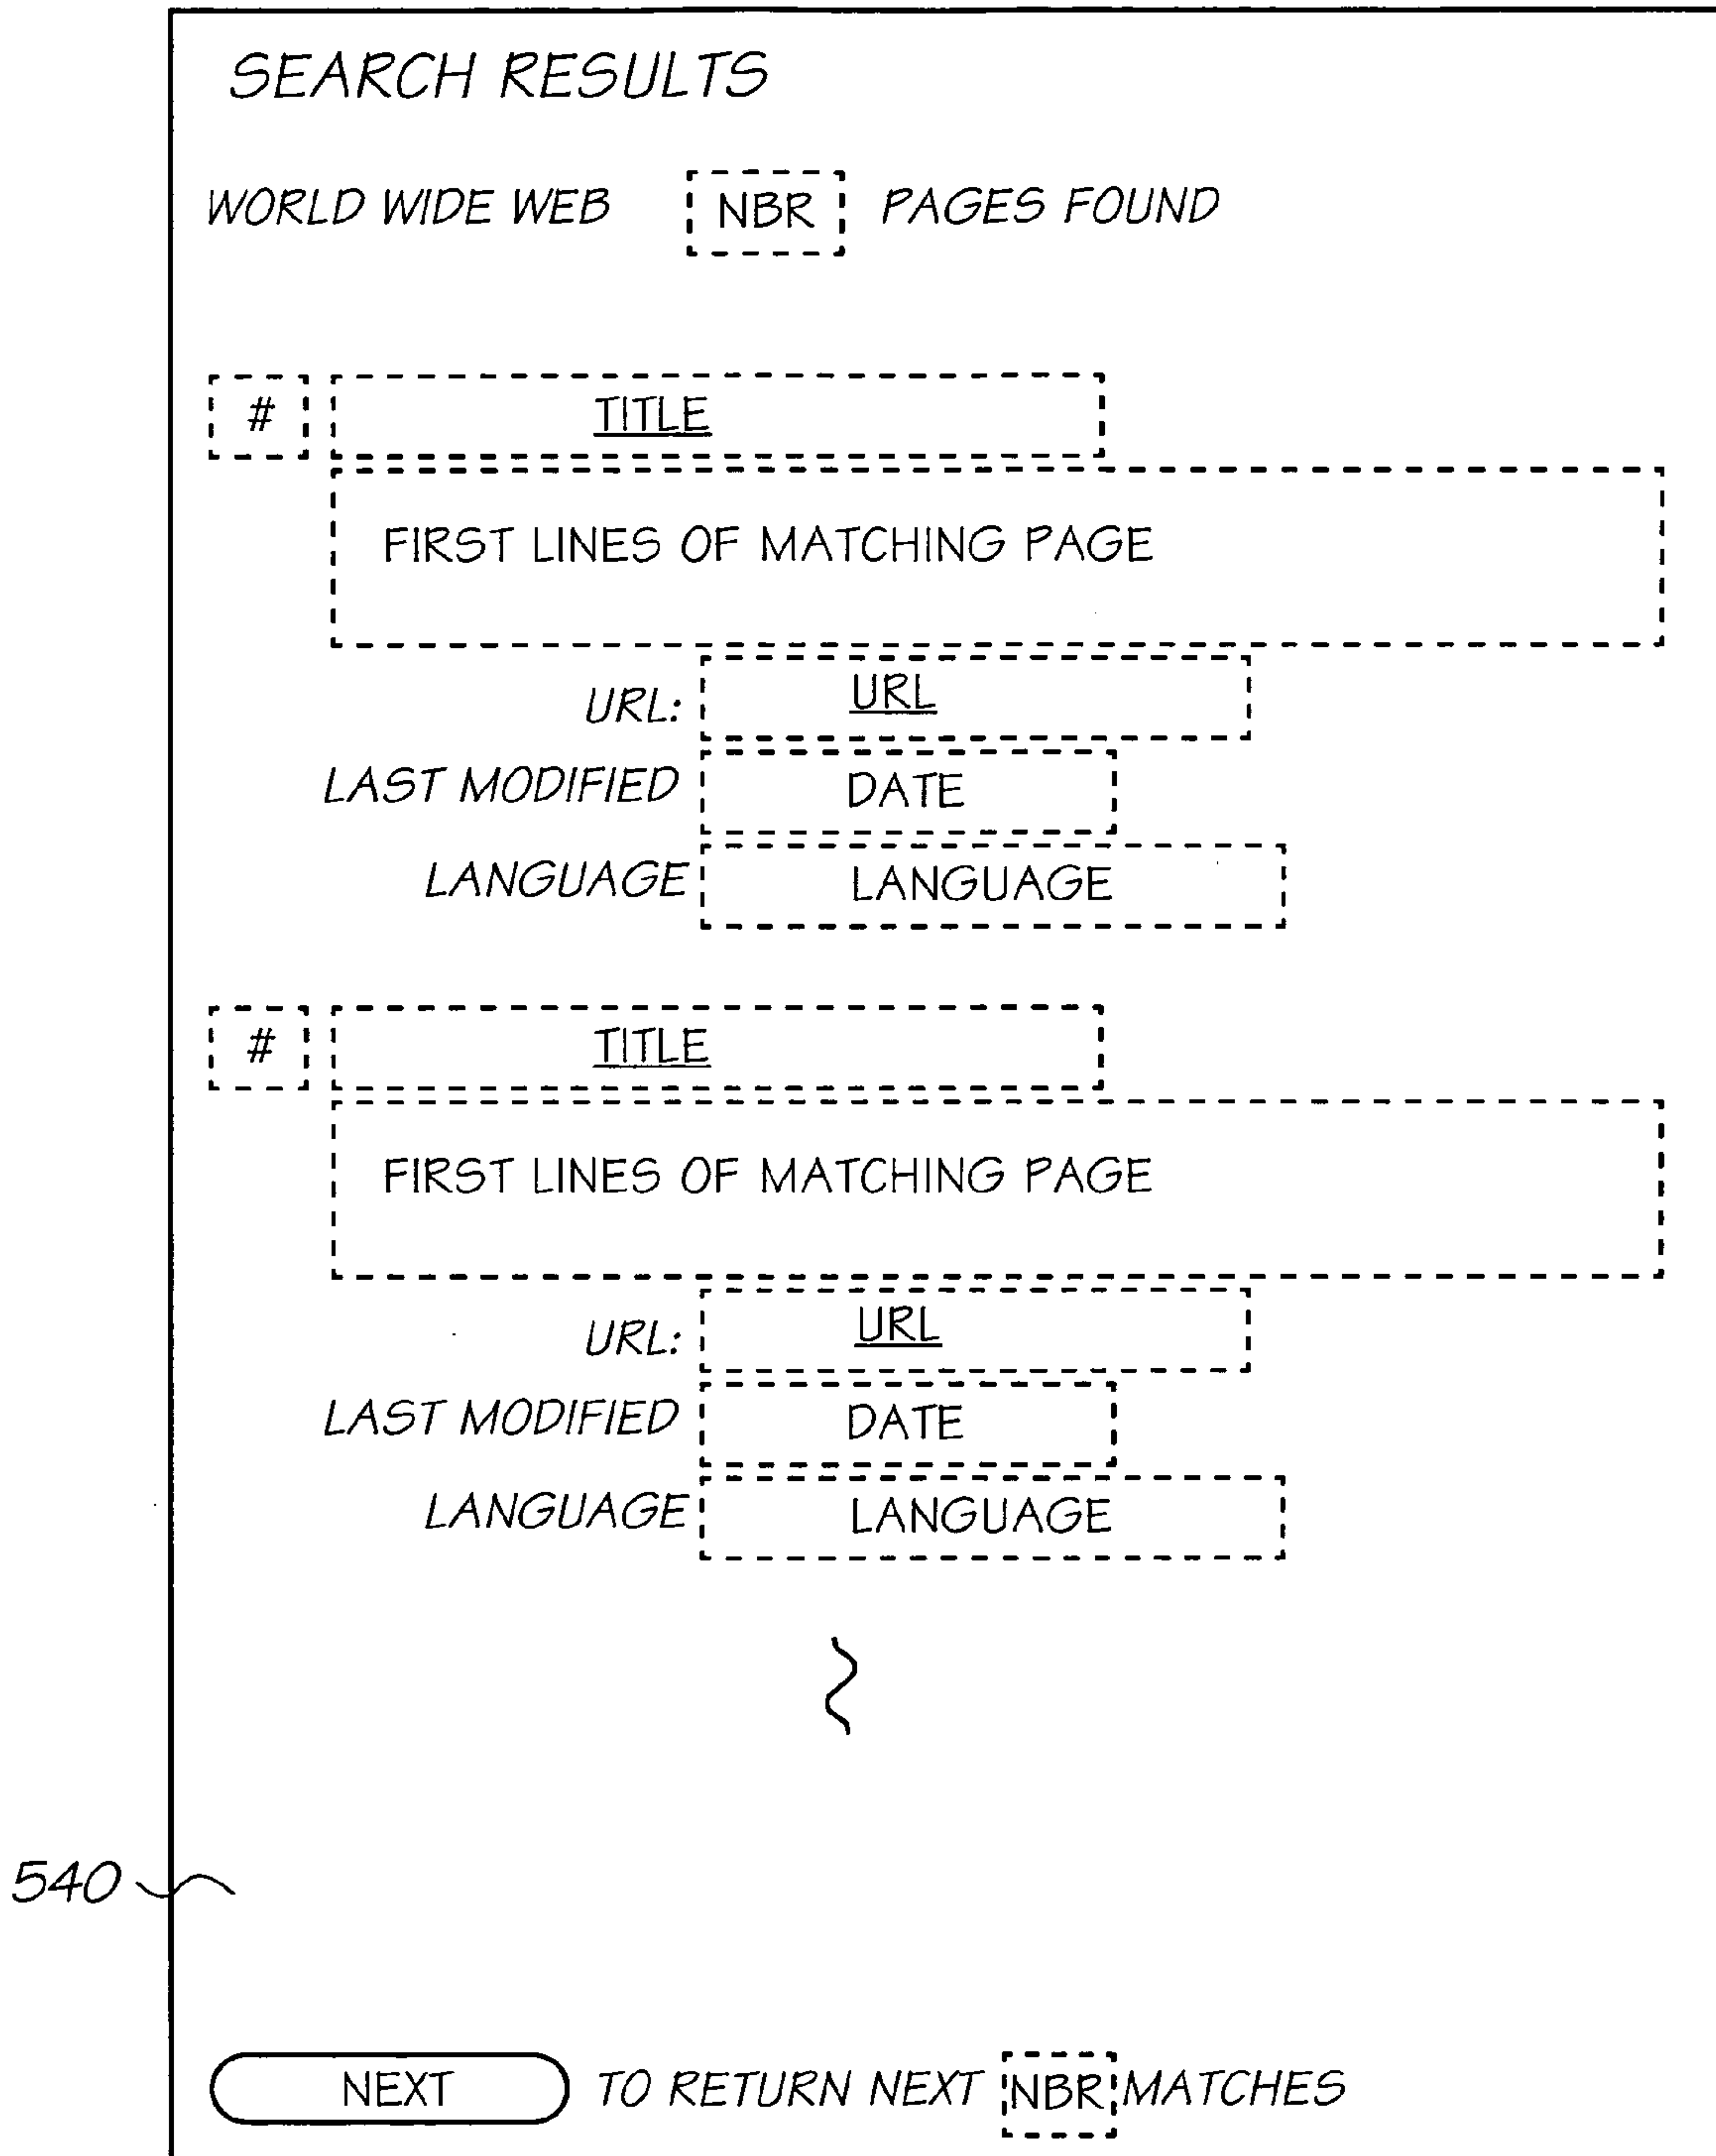 SEARCH RESULTS
WORLD WIDE WEB NBR PAGES FOUND
# TITLE
FIRST LINES OF MATCHING PAGE
URL: URL
LAST MODIFIED DATE
LANGUAGE LANGUAGE
# TITLE
FIRST LINES OF MATCHING PAGE
URL: URL
LAST MODIFIED DATE
LANGUAGE LANGUAGE
540
NEXT TO RETURN NEXT NBR MATCHES